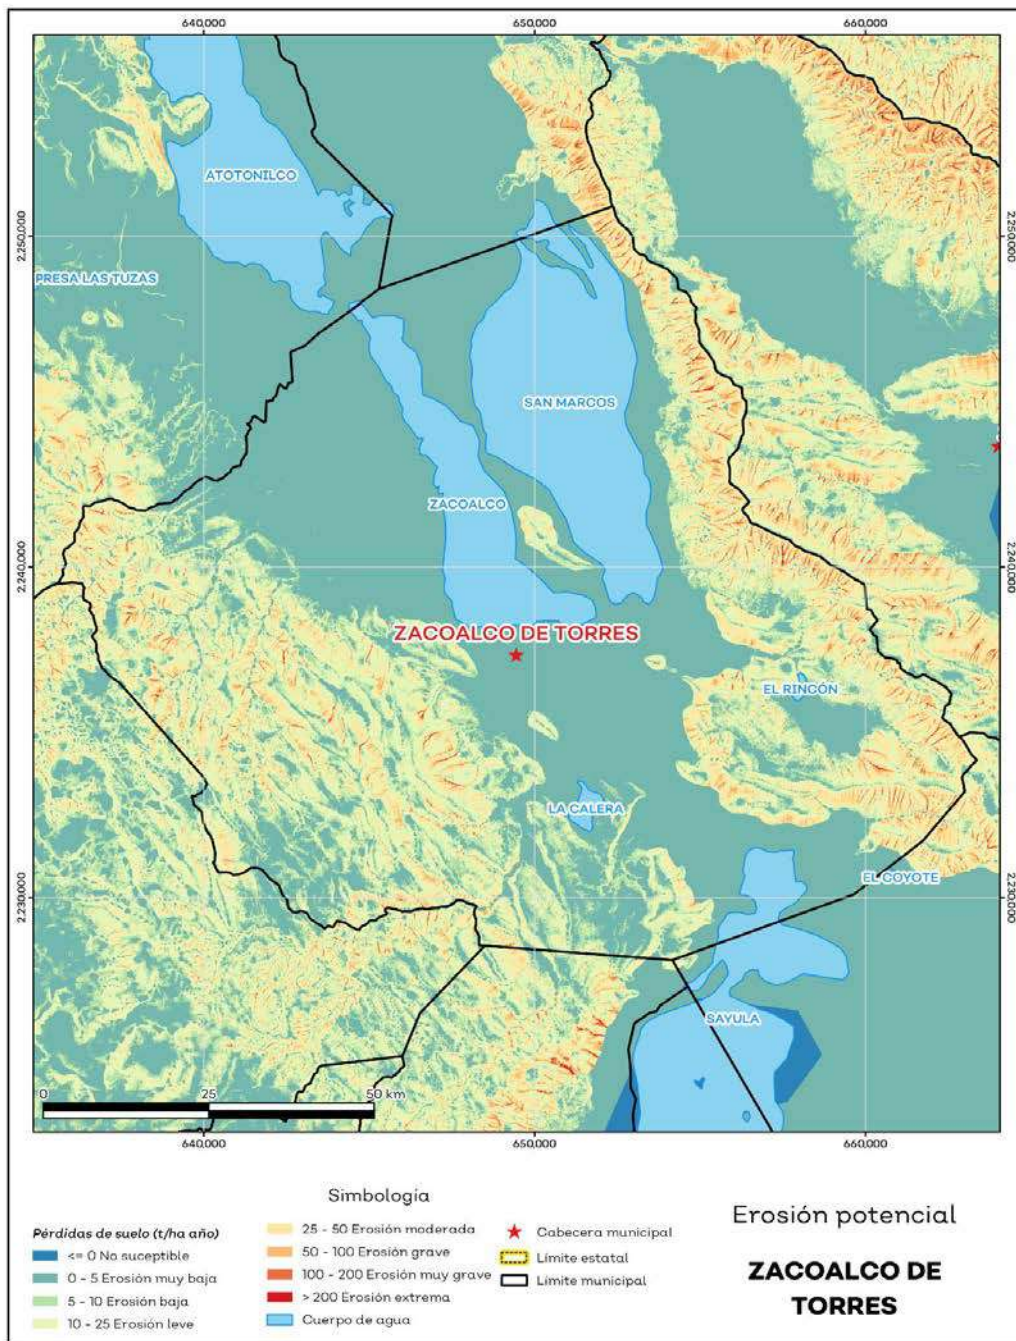 640,000
650,000
660,000
ATOTONILCO
2,250,000
2,250,000
PRESA LAS TUZAS
SAN MARCOS
ZACOALCO
2,240,000
2,240,000
ZACOALCO DE TORRES
EL RINCÓN
LA CALERA
EL COYOTE
2,230,000
2,230,000
SAYULA
0
25
50 km
640,000
650,000
660,000
Simbología
Pérdidas de suelo (t/ha año)
<= 0 No suceptible
0 - 5 Erosión muy baja
5 - 10 Erosión baja
10 - 25 Erosión leve
25 - 50 Erosión moderada
50 - 100 Erosión grave
100 - 200 Erosión muy grave
> 200 Erosión extrema
Cuerpo de agua
Cabecera municipal
Límite estatal
Límite municipal
Erosión potencial
ZACOALCO DE
TORRES